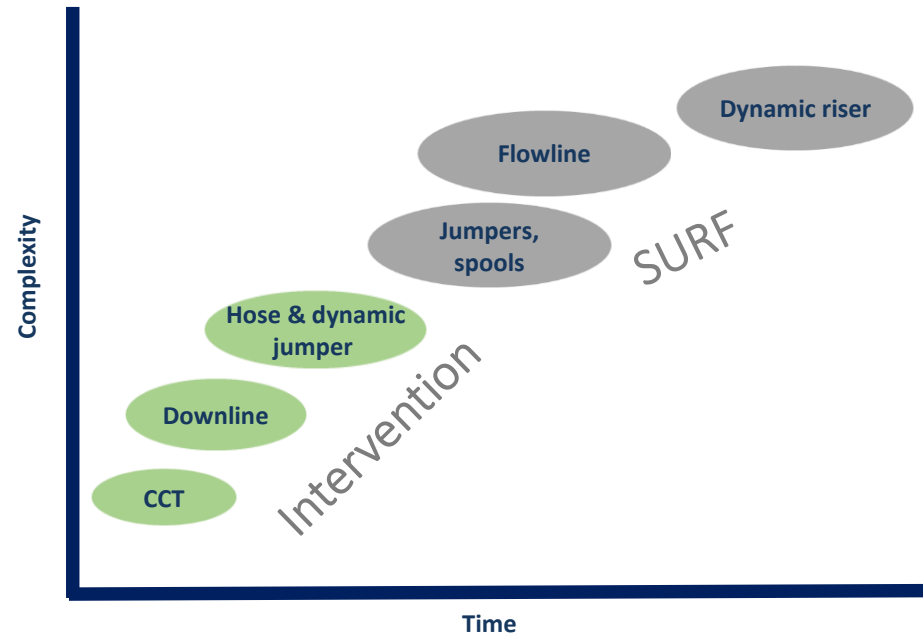 Dynamic riser
Flowline
Jumpers,
spools
SURF
Hose & dynamic
jumper
Intervention
Downline
CCT
Complexity
Time